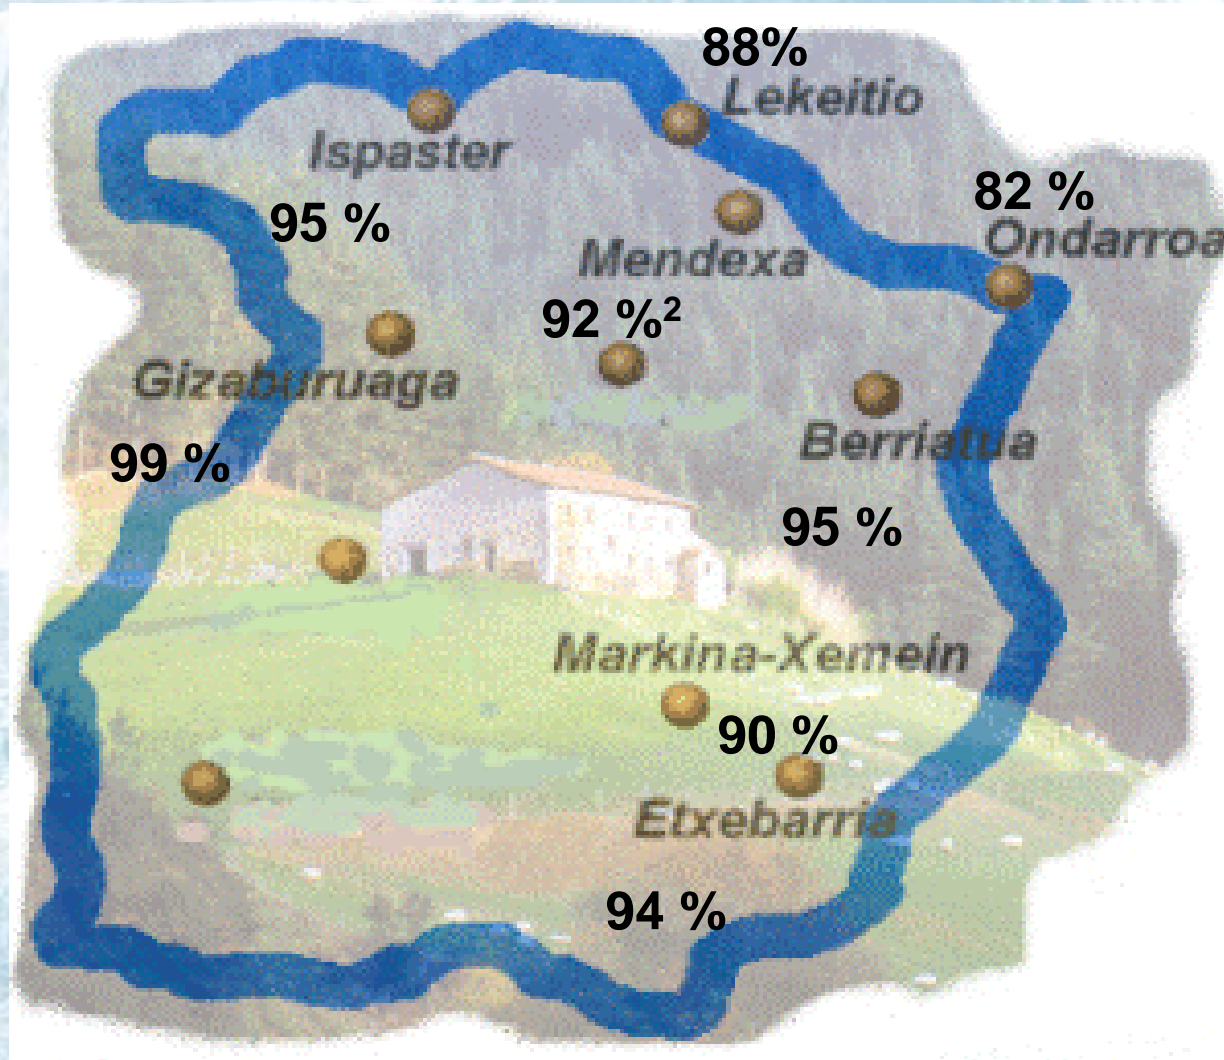 88%
Lekeitio
Ispaster
82 %
95 %
Ondarroa
Mendexa
92 %²
Gizaburuaga
Berriatua
99 %
95 %
Markina-Xemein
90 %
Etxebarria
94 %